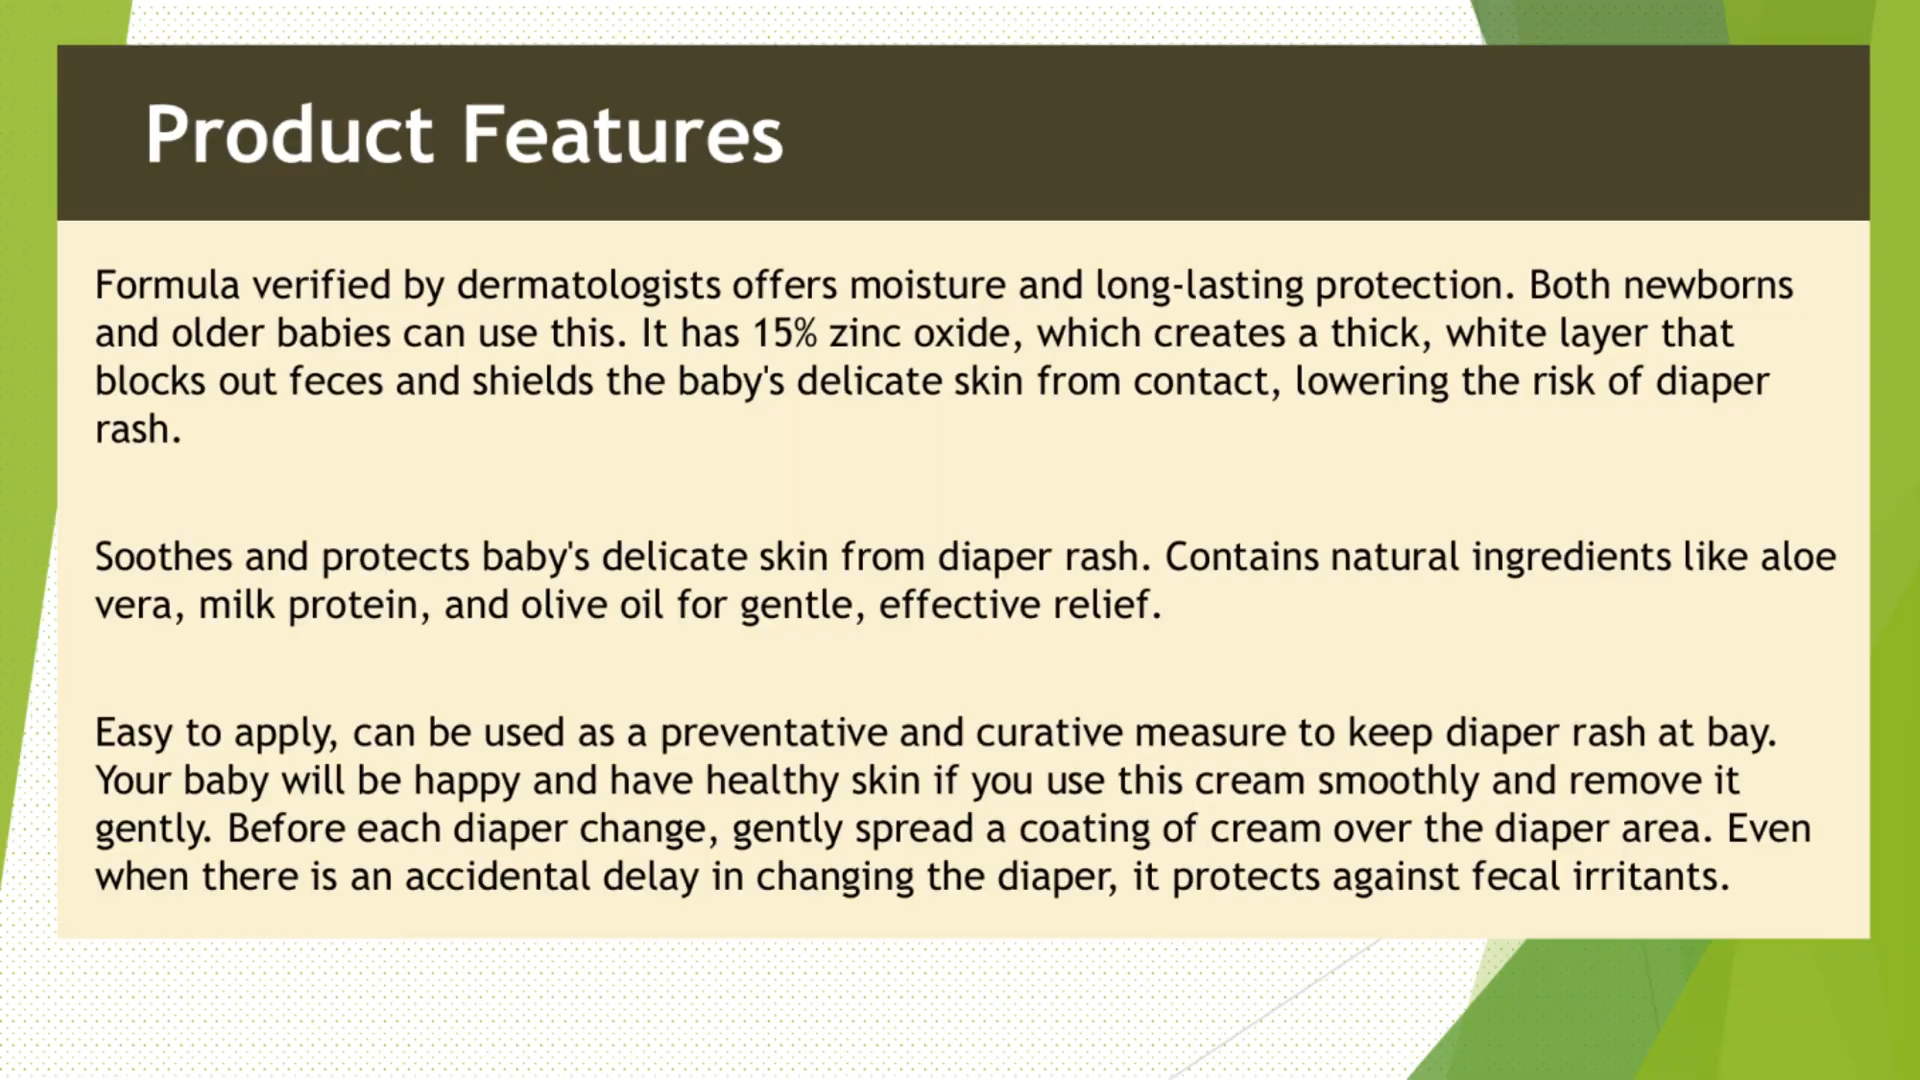 Product Features
Formula verified by dermatologists offers moisture and long-lasting protection. Both newborns
and older babies can use this. It has 15% zinc oxide, which creates a thick, white layer that
blocks out feces and shields the baby's delicate skin from contact, lowering the risk of diaper
rash.
Soothes and protects baby's delicate skin from diaper rash. Contains natural ingredients like aloe
vera, milk protein, and olive oil for gentle, effective relief.
Easy to apply, can be used as a preventative and curative measure to keep diaper rash at bay.
Your baby will be happy and have healthy skin if you use this cream smoothly and remove it
gently. Before each diaper change, gently spread a coating of cream over the diaper area. Even
when there is an accidental delay in changing the diaper, it protects against fecal irritants.